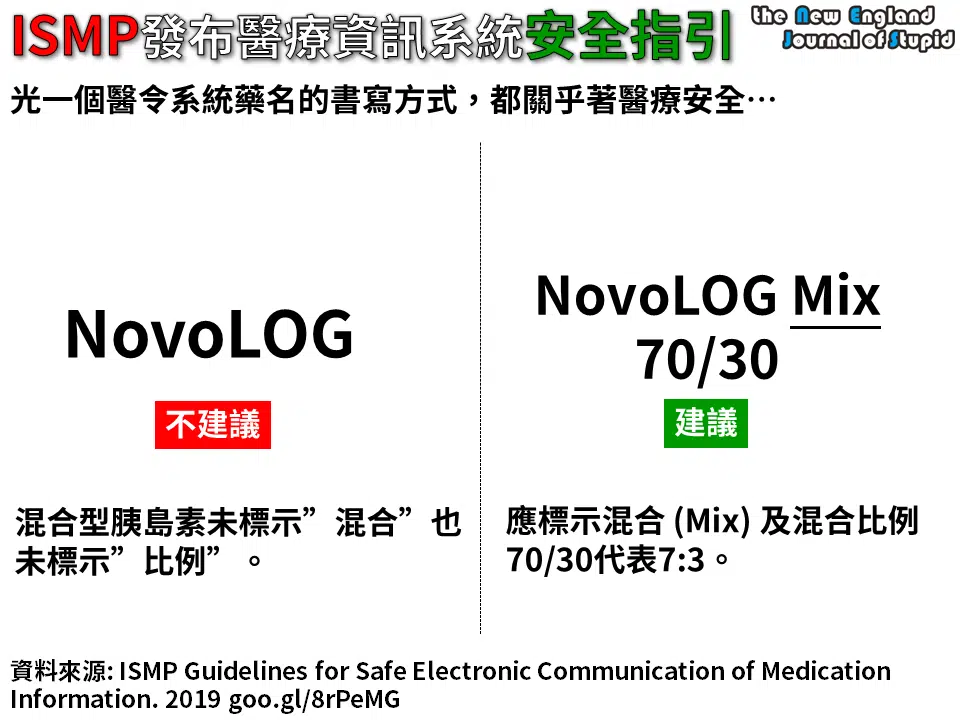 ISMP發布醫療資訊系統安全指引
the New England
Journal of Stupid
光一個醫令系統藥名的書寫方式，都關乎著醫療安全…
NovoLOG
不建議
混合型胰島素未標示”混合”也
未標示”比例”。
NovoLOG Mix
70/30
建議
應標示混合 (Mix) 及混合比例
70/30代表7:3。
資料來源: ISMP Guidelines for Safe Electronic Communication of Medication
Information. 2019 goo.gl/8rPeMG